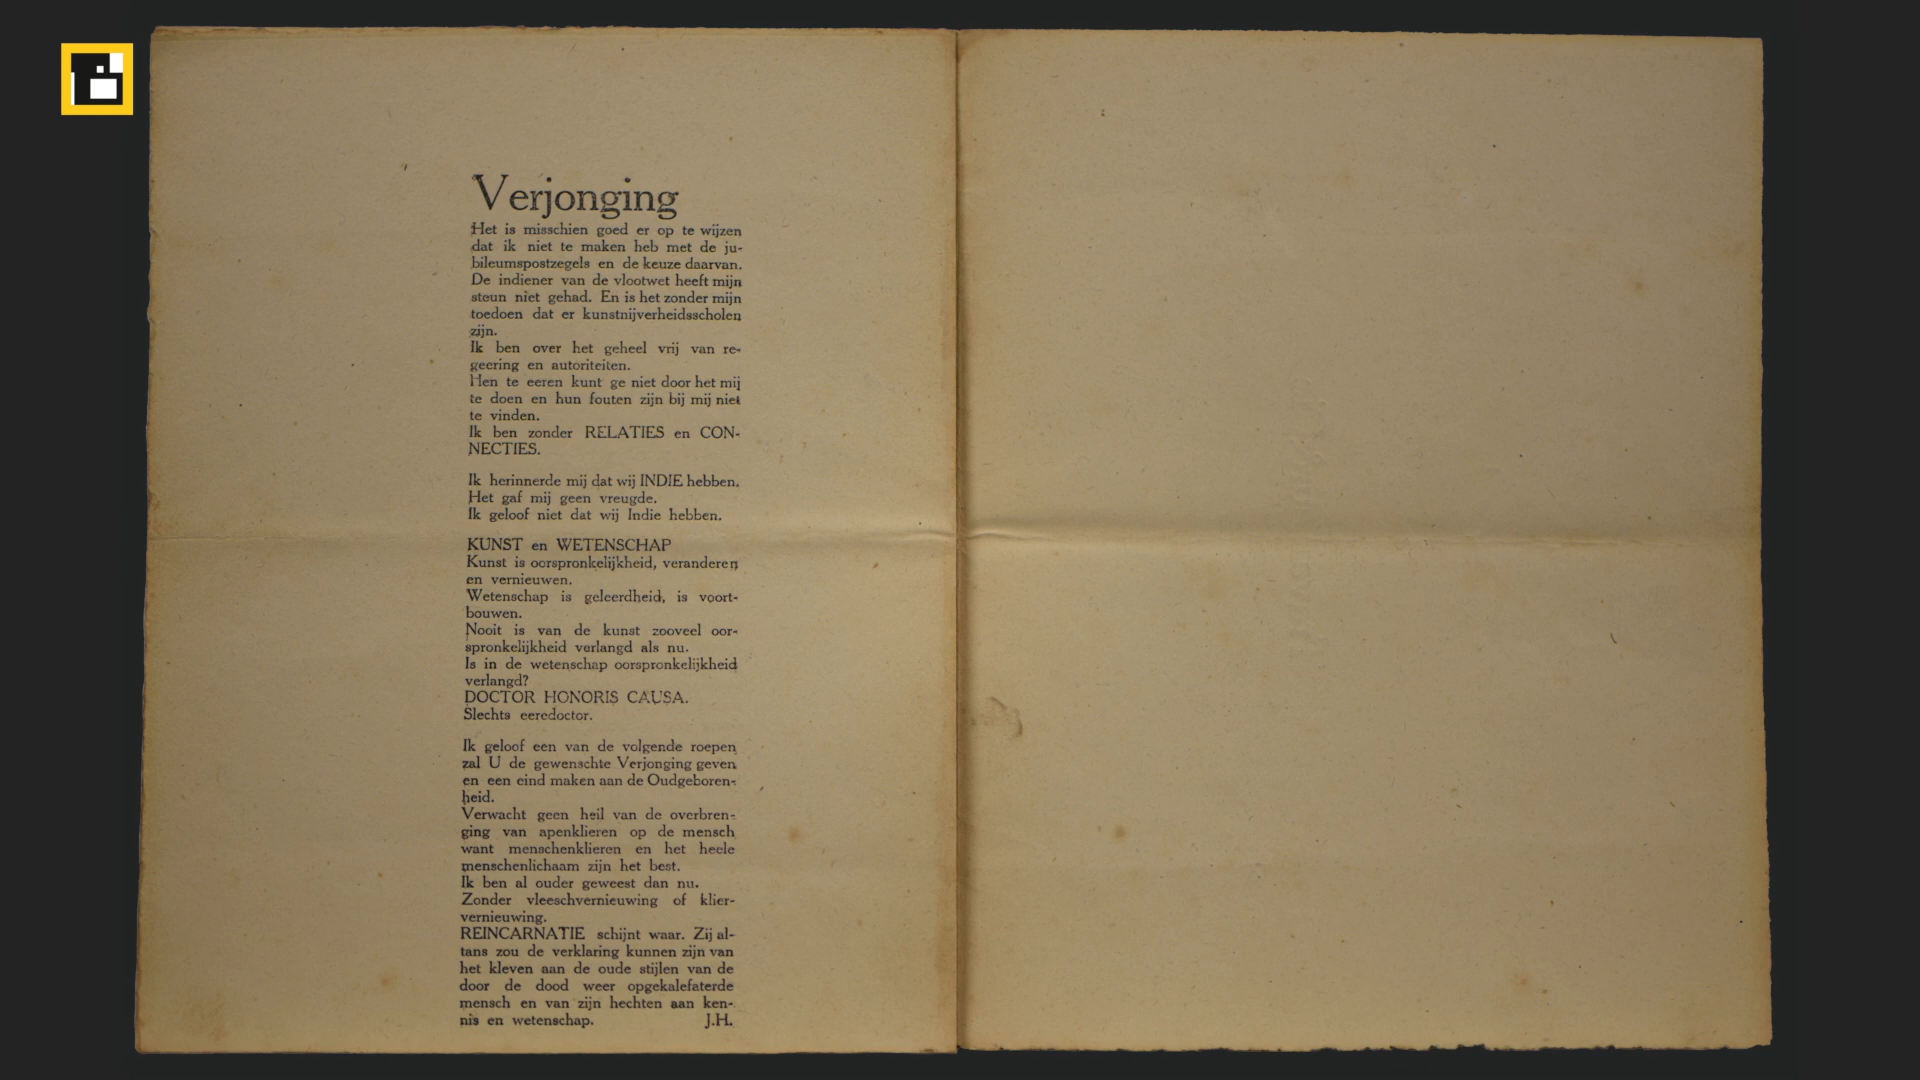 Verjonging
Het is misschien goed er op te wijzen
dat ik niet te maken heb met de ju-
bileumspostzegels en de keuze daarvan.
De indiener van de vlootwet heeft mijn
steun niet gehad. En is het zonder mijn
toedoen dat er kunstnijverheidsscholen
zijn.
Ik ben over het geheel vrij van re-
geering en autoriteiten.
Hen te eeren kunt ge niet door het mij
te doen en hun fouten zijn bij mij niet
te vinden.
Ik ben zonder RELATIES en CON-
NECTIES.
Ik herinnerde mij dat wij INDIE hebben.
Het gaf mij geen vreugde.
Ik geloof niet dat wij Indie hebben.
KUNST en WETENSCHAP
Kunst is oorspronkelijkheid, veranderen
en vernieuwen.
Wetenschap is geleerdheid, is voort-
bouwen.
Nooit is van de kunst zooveel oor-
spronkelijkheid verlangd als nu.
Is in de wetenschap oorspronkelijkheid
verlangd?
DOCTOR HONORIS CAUSA.
Slechts eeredoctor.
Ik geloof een van de volgende roepen
zal U de gewenschte Verjonging geven
en een eind maken aan de Oudgeboren-
heid.
Verwacht geen heil van de overbren-
ging van apenklieren op de mensch
want menschenklieren en het heele
menschenlichaam zijn het best.
Ik ben al ouder geweest dan nu.
Zonder vleeschvernieuwing of klier-
vernieuwing.
REINCARNATIE schijnt waar. Zij al-
tans zou de verklaring kunnen zijn van
het kleven aan de oude stijlen van de
door de dood weer opgekalefaterde
mensch en van zijn hechten aan ken-
nis en wetenschap. J.H.